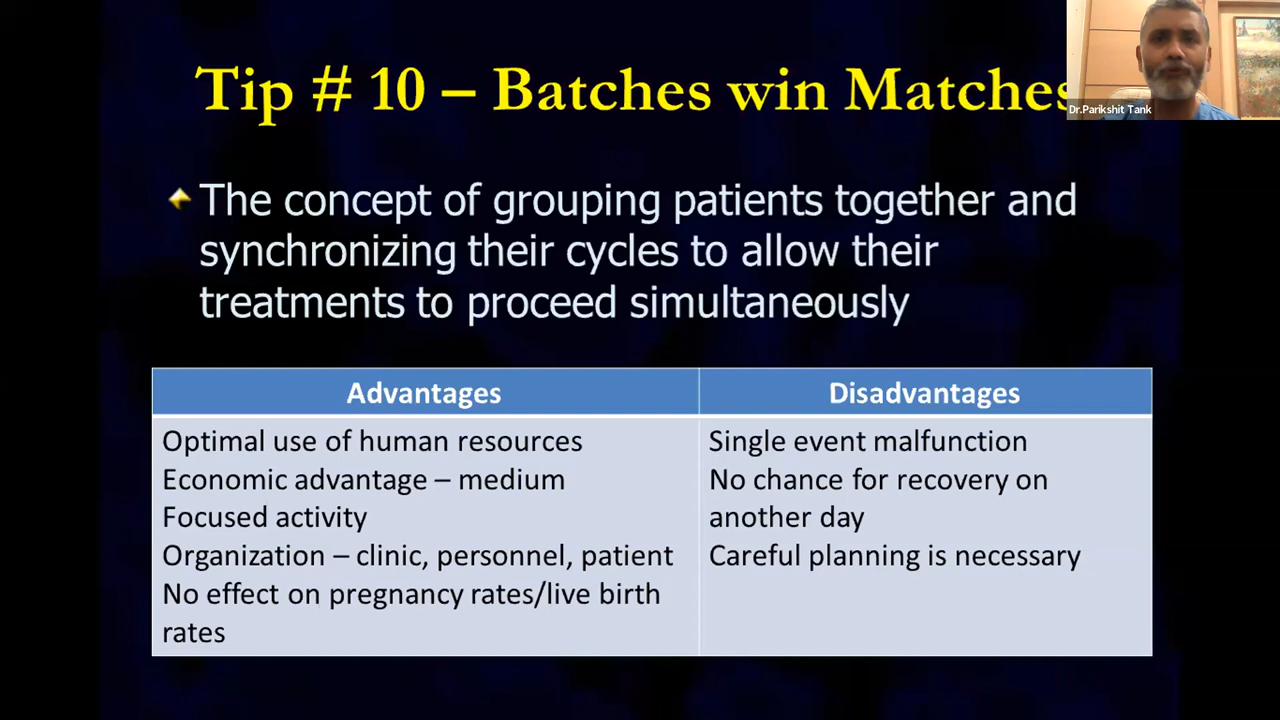 Tip # 10 – Batches win Matches
Dr.Parikshit Tank
The concept of grouping patients together and
synchronizing their cycles to allow their
treatments to proceed simultaneously
Advantages
Disadvantages
Optimal use of human resources
Economic advantage – medium
Focused activity
Organization – clinic, personnel, patient
No effect on pregnancy rates/live birth
rates
Single event malfunction
No chance for recovery on
another day
Careful planning is necessary